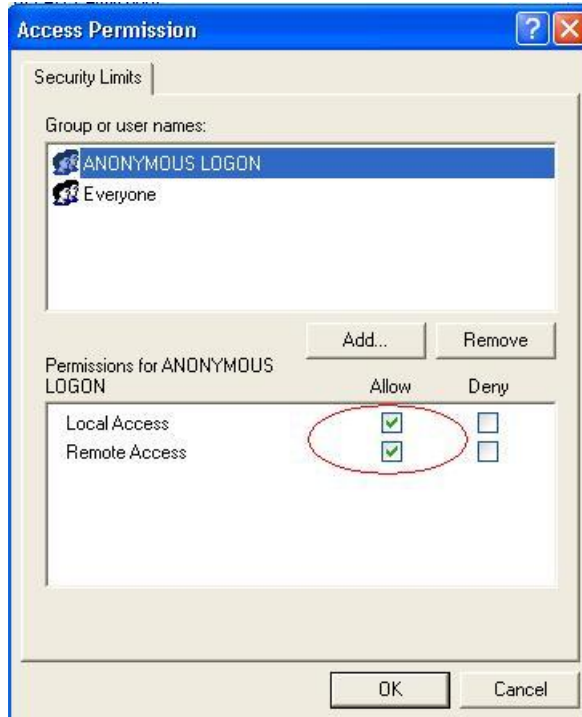 Access Permission
Security Limits
Group or user names:
ANONYMOUS LOGON
Everyone
Add... Remove
Permissions for ANONYMOUS
LOGON Allow Deny
Local Access
Remote Access
OK Cancel